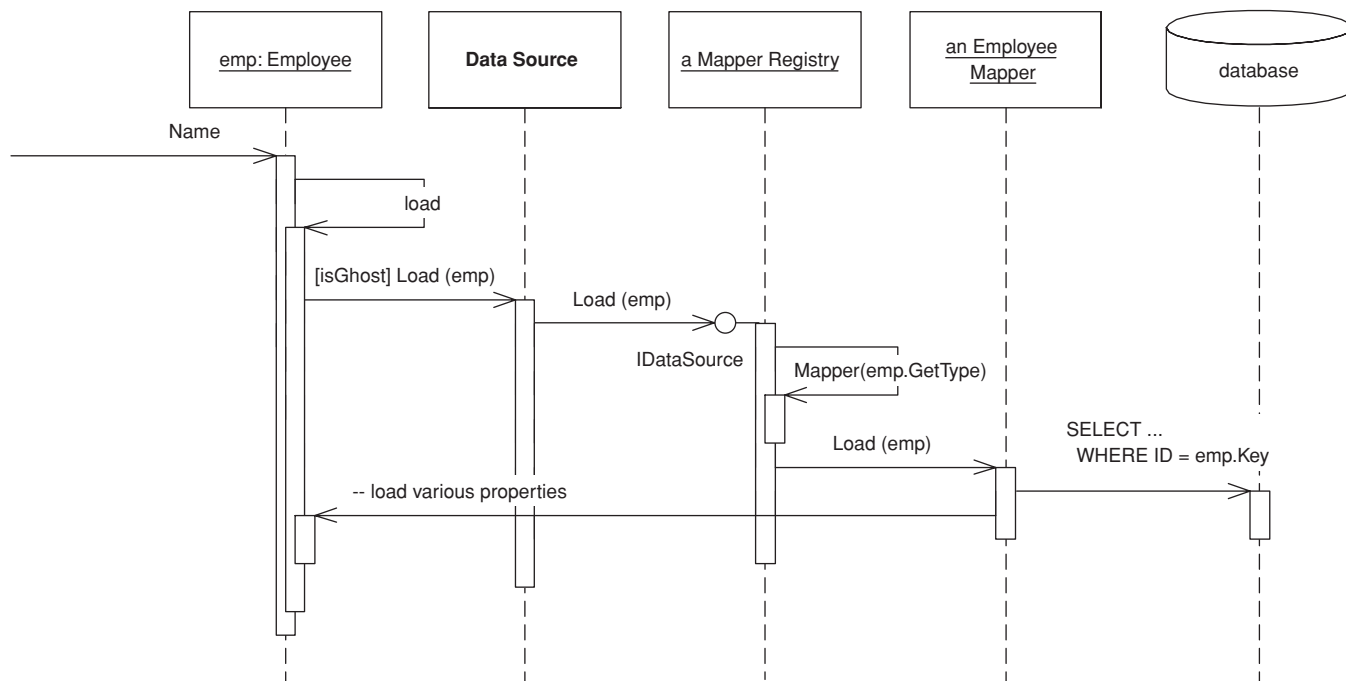 emp: Employee
Data Source
a Mapper Registry
an Employee
Mapper
database
Name
load
[isGhost] Load (emp)
Load (emp)
IDataSource
Mapper(emp.GetType)
Load (emp)
SELECT ...
WHERE ID = emp.Key
-- load various properties